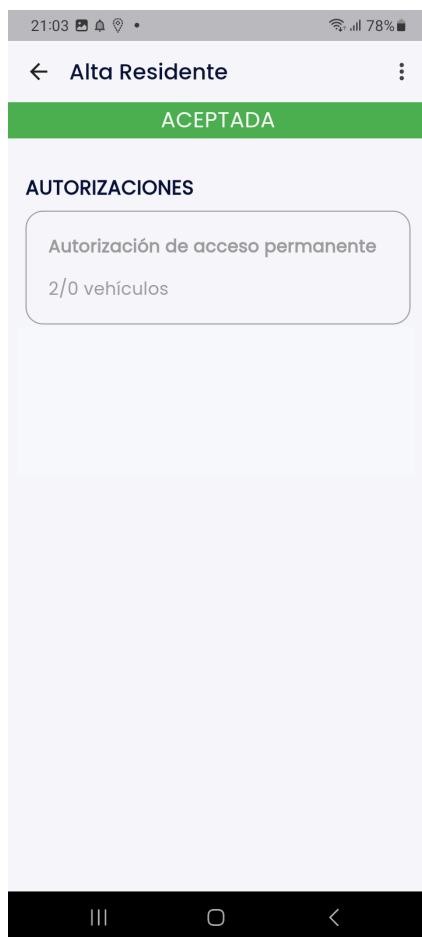 21:03
78%
Alta Residente
ACEPTADA
AUTORIZACIONES
Autorización de acceso permanente
2/0 vehículos